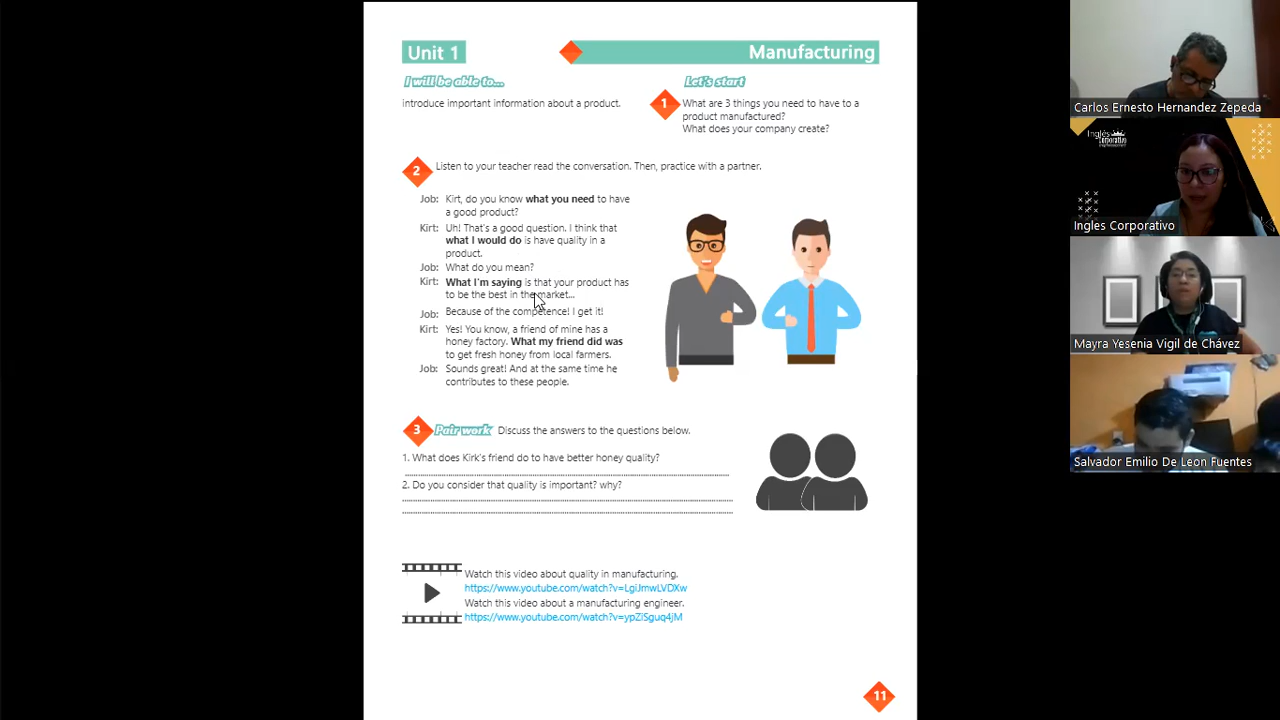 Unit 1
Manufacturing
I will be able to...
introduce important information about a product.
Let's start
1
What are 3 things you need to have to a
product manufactured?
What does your company create?
2
Listen to your teacher read the conversation. Then, practice with a partner.
Job: Kirt, do you know what you need to have
a good product?
Kirt: Uh! That's a good question. I think that
what I would do is have quality in a
product.
Job: What do you mean?
Kirt: What I'm saying is that your product has
to be the best in the market...
Job: Because of the competence! I get it!
Kirt: Yes! You know, a friend of mine has a
honey factory. What my friend did was
to get fresh honey from local farmers.
Job: Sounds great! And at the same time he
contributes to these people.
3
Pair work Discuss the answers to the questions below.
1. What does Kirk's friend do to have better honey quality?
2. Do you consider that quality is important? why?
Watch this video about quality in manufacturing.
https://www.youtube.com/watch?v=LgiJmwLVDXw
Watch this video about a manufacturing engineer.
https://www.youtube.com/watch?v=ypZiSguq4jM
11
Carlos Ernesto Hernandez Zepeda
Inglés
Corporativo
Ingles Corporativo
Mayra Yesenia Vigil de Chávez
Salvador Emilio De Leon Fuentes